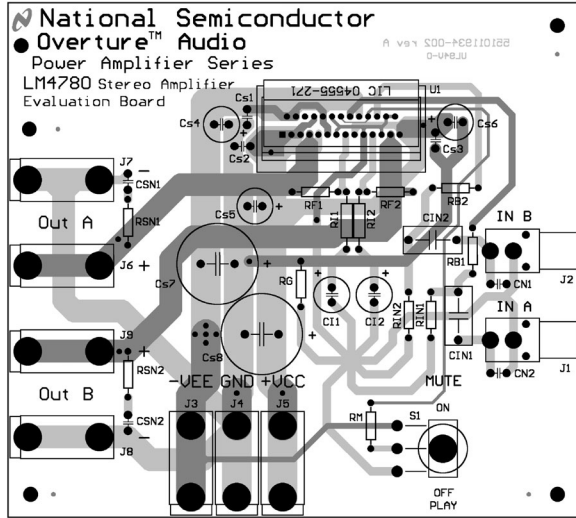 National Semiconductor
Overture™ Audio
Power Amplifier Series
LM4780 Stereo Amplifier
Evaluation Board
551011934-002 rev A
UL94V-0
LIC 04555-271
U1
Cs1
Cs4
Cs6
Cs2
Cs3
J7
CSN1
RF1
RF2
RB2
Out A
RSN1
Cs5
RI1
RI2
CIN2
IN B
J6
Cs7
RG
RB1
J2
CN1
CI1
CI2
RIN2
RIN1
IN A
J9
Cs8
CIN1
J1
RSN2
CN2
-VEE GND +VCC
MUTE
Out B
J3
J4
J5
CSN2
RM
S1
ON
J8
OFF
PLAY